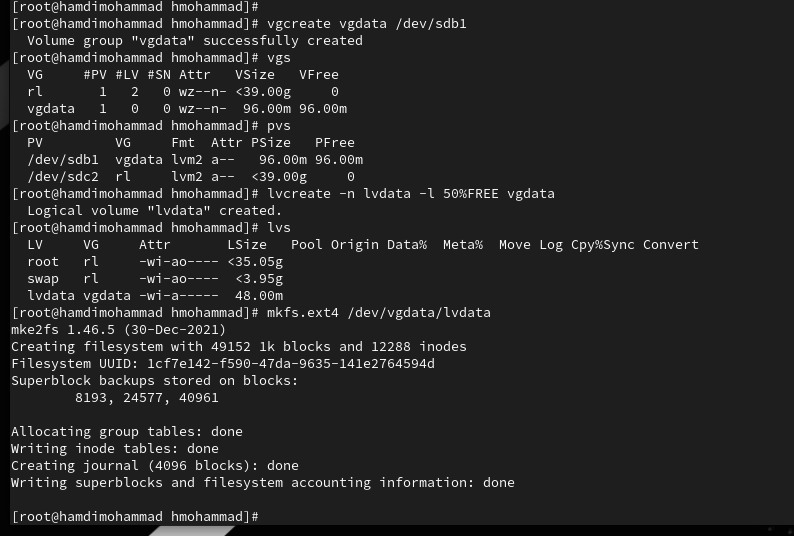 [root@hamdimohammad hmohammad]#
[root@hamdimohammad hmohammad]# vgcreate vgdata /dev/sdb1
  Volume group "vgdata" successfully created
[root@hamdimohammad hmohammad]# vgs
  VG     #PV #LV #SN Attr   VSize  VFree
  rl       1   2   0 wz--n- <39.00g     0
  vgdata   1   0   0 wz--n-  96.00m 96.00m
[root@hamdimohammad hmohammad]# pvs
  PV         VG     Fmt  Attr PSize   PFree
  /dev/sdb1  vgdata lvm2 a--   96.00m 96.00m
  /dev/sdc2  rl     lvm2 a--  <39.00g     0
[root@hamdimohammad hmohammad]# lvcreate -n lvdata -l 50%FREE vgdata
  Logical volume "lvdata" created.
[root@hamdimohammad hmohammad]# lvs
  LV     VG     Attr       LSize   Pool Origin Data%  Meta%  Move Log Cpy%Sync Convert
  root   rl     -wi-ao---- <35.05g
  swap   rl     -wi-ao----  <3.95g
  lvdata vgdata -wi-a-----  48.00m
[root@hamdimohammad hmohammad]# mkfs.ext4 /dev/vgdata/lvdata
mke2fs 1.46.5 (30-Dec-2021)
Creating filesystem with 49152 1k blocks and 12288 inodes
Filesystem UUID: 1cf7e142-f590-47da-9635-141e2764594d
Superblock backups stored on blocks:
        8193, 24577, 40961
Allocating group tables: done
Writing inode tables: done
Creating journal (4096 blocks): done
Writing superblocks and filesystem accounting information: done
[root@hamdimohammad hmohammad]#